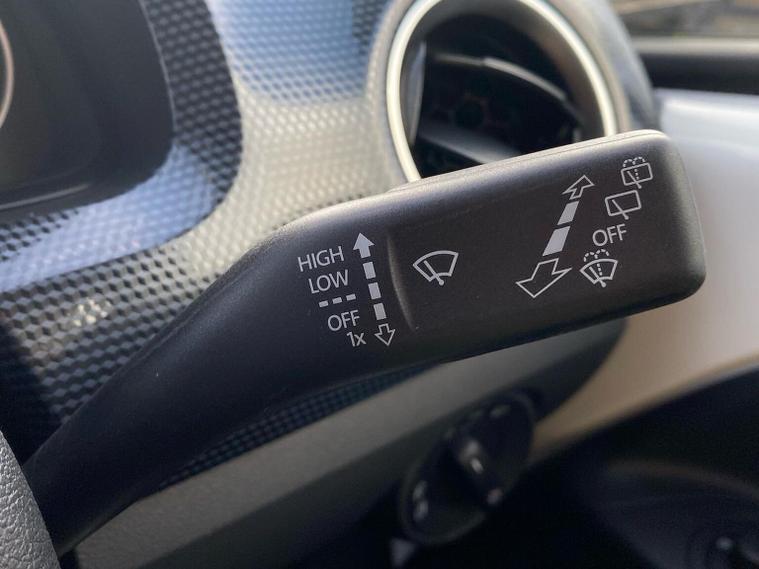 HIGH
LOW
---
OFF
1x
OFF